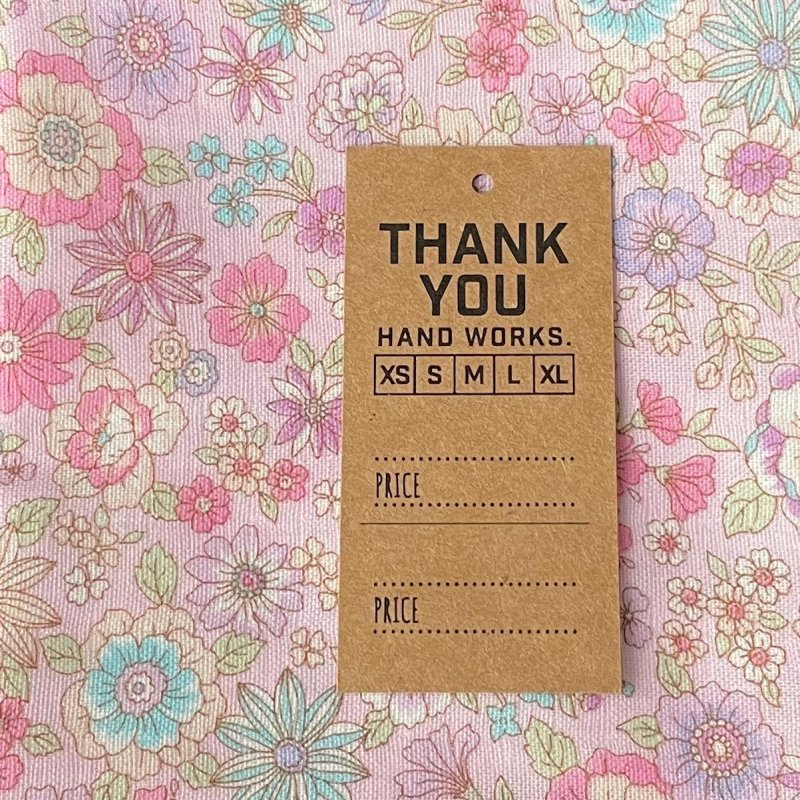 THANK
YOU
HAND WORKS.
XS S M L XL
PRICE
PRICE